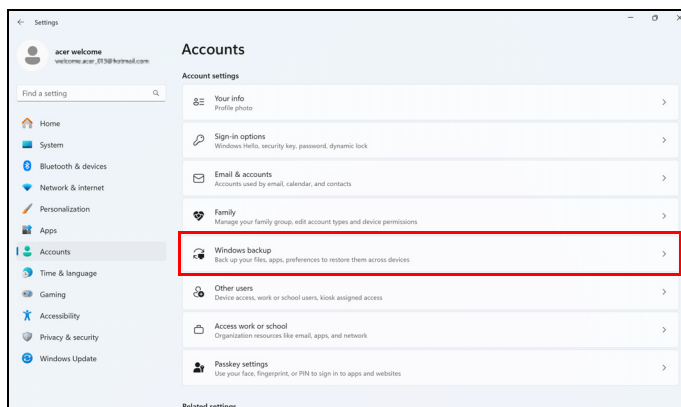 Settings
acer welcome
Find a setting
Home
System
Bluetooth & devices
Network & internet
Personalization
Apps
Accounts
Time & language
Gaming
Accessibility
Privacy & security
Windows Update
Accounts
Account settings
Your info
Profile photo
Sign-in options
Windows Hello, security key, password, dynamic lock
Email & accounts
Accounts used by email, calendar, and contacts
Family
Manage your family group, edit account types and device permissions
Windows backup
Back up your files, apps, preferences to restore them across devices
Other users
Device access, work or school users, kiosk assigned access
Access work or school
Organization resources like email, apps, and network
Passkey settings
Use your face, fingerprint, or PIN to sign in to apps and websites
Related settings